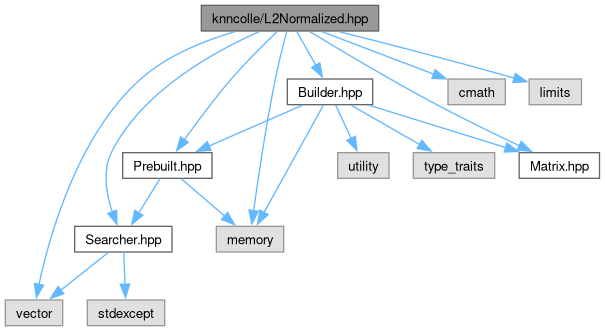 knncolle/L2Normalized.hpp
Builder.hpp
cmath
limits
Prebuilt.hpp
utility
type_traits
Matrix.hpp
Searcher.hpp
memory
vector
stdexcept